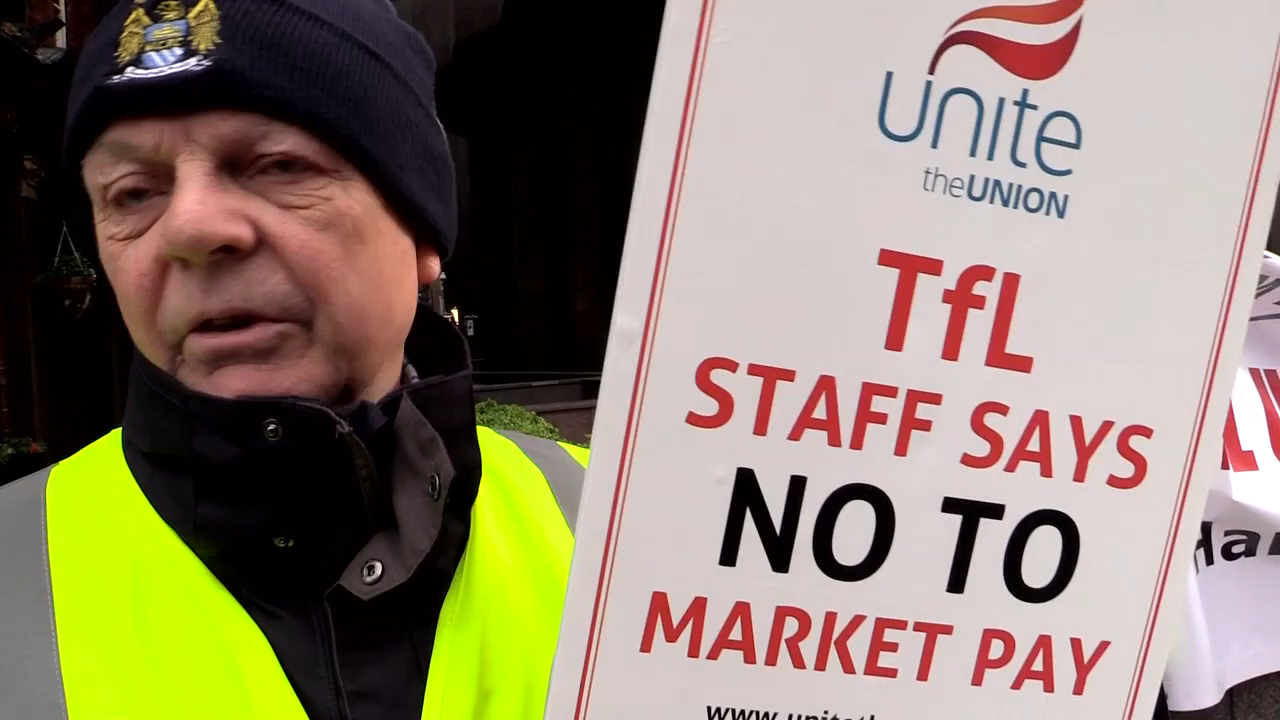 unite
theUNION
TfL
STAFF SAYS
NO TO
MARKET PAY